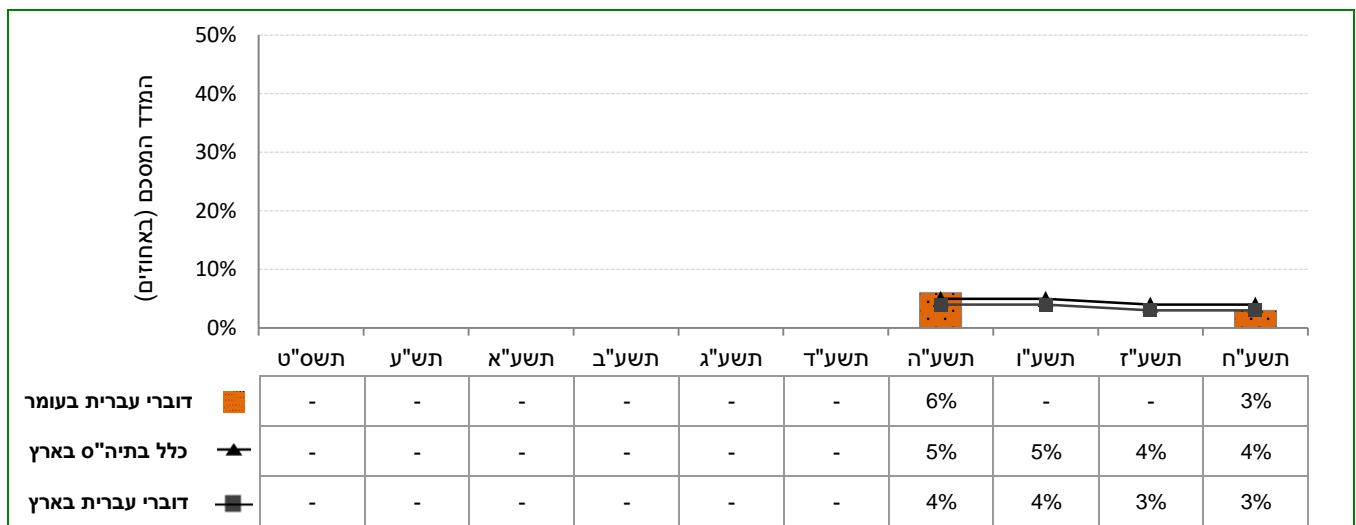 50%
40%
30%
20%
10%
0%
המדד המסכם (באחוזים)
תשס"ט תש"ע תשע"א תשע"ב תשע"ג תשע"ד תשע"ה תשע"ו תשע"ז תשע"ח
דוברי עברית בעומר - - - - - - 6% - - 3%
כלל בתיה"ס בארץ - - - - - - 5% 5% 4% 4%
דוברי עברית בארץ - - - - - - 4% 4% 3% 3%